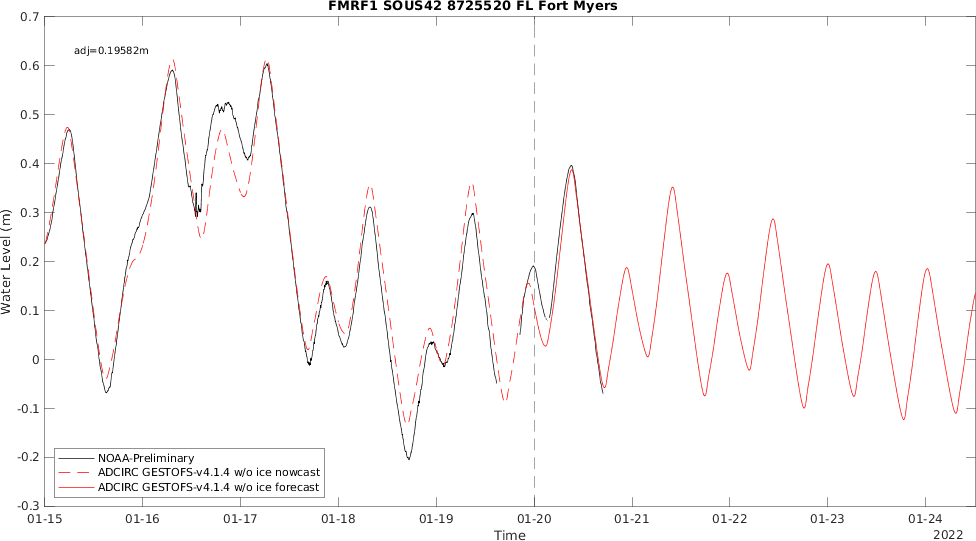 FMRF1 SOUS42 8725520 FL Fort Myers
0.7
adj=0.19582m
0.6
0.5
0.4
0.3
0.2
0.1
0
-0.1
-0.2
-0.3
Water Level (m)
NOAA-Preliminary
ADCIRC GESTOFS-v4.1.4 w/o ice nowcast
ADCIRC GESTOFS-v4.1.4 w/o ice forecast
01-15 01-16 01-17 01-18 01-19 01-20 01-21 01-22 01-23 01-24
Time
2022